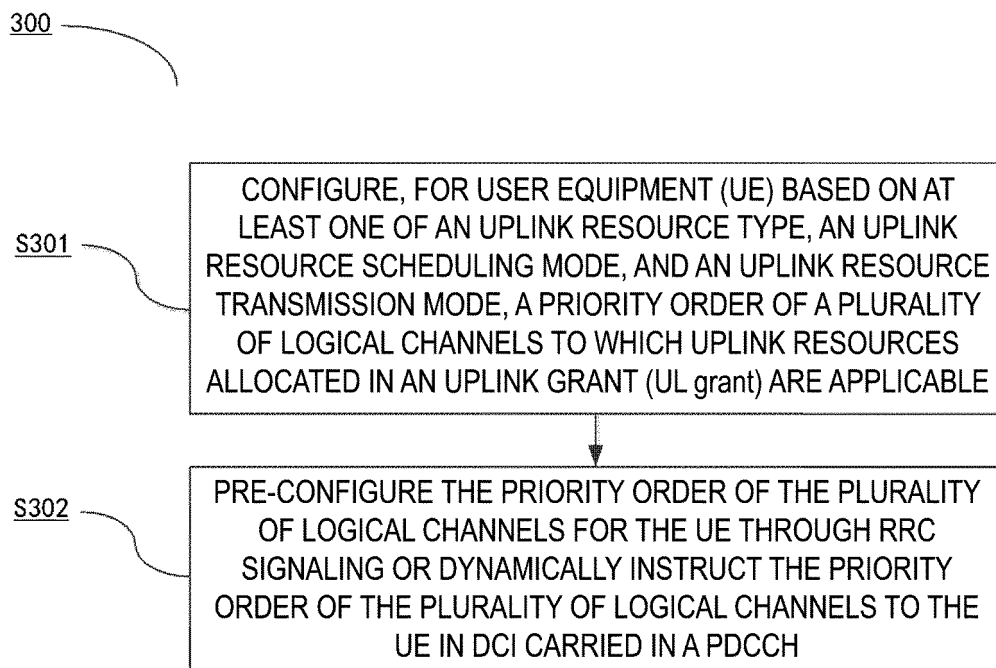 300
S301
CONFIGURE, FOR USER EQUIPMENT (UE) BASED ON AT
LEAST ONE OF AN UPLINK RESOURCE TYPE, AN UPLINK
RESOURCE SCHEDULING MODE, AND AN UPLINK RESOURCE
TRANSMISSION MODE, A PRIORITY ORDER OF A PLURALITY
OF LOGICAL CHANNELS TO WHICH UPLINK RESOURCES
ALLOCATED IN AN UPLINK GRANT (UL grant) ARE APPLICABLE
S302
PRE-CONFIGURE THE PRIORITY ORDER OF THE PLURALITY
OF LOGICAL CHANNELS FOR THE UE THROUGH RRC
SIGNALING OR DYNAMICALLY INSTRUCT THE PRIORITY
ORDER OF THE PLURALITY OF LOGICAL CHANNELS TO THE
UE IN DCI CARRIED IN A PDCCH